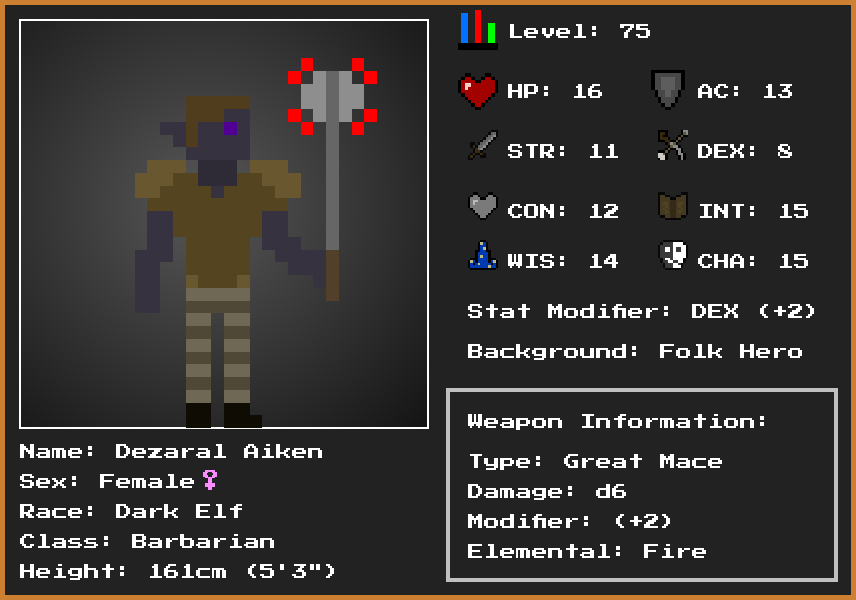 Level: 75
HP: 16
AC: 13
STR: 11
DEX: 8
CON: 12
INT: 15
WIS: 14
CHA: 15
Stat Modifier: DEX (+2)
Background: Folk Hero
Weapon Information:
Type: Great Mace
Damage: d6
Modifier: (+2)
Elemental: Fire
Name: Dezaral Aiken
Sex: Female♀
Race: Dark Elf
Class: Barbarian
Height: 161cm (5'3")